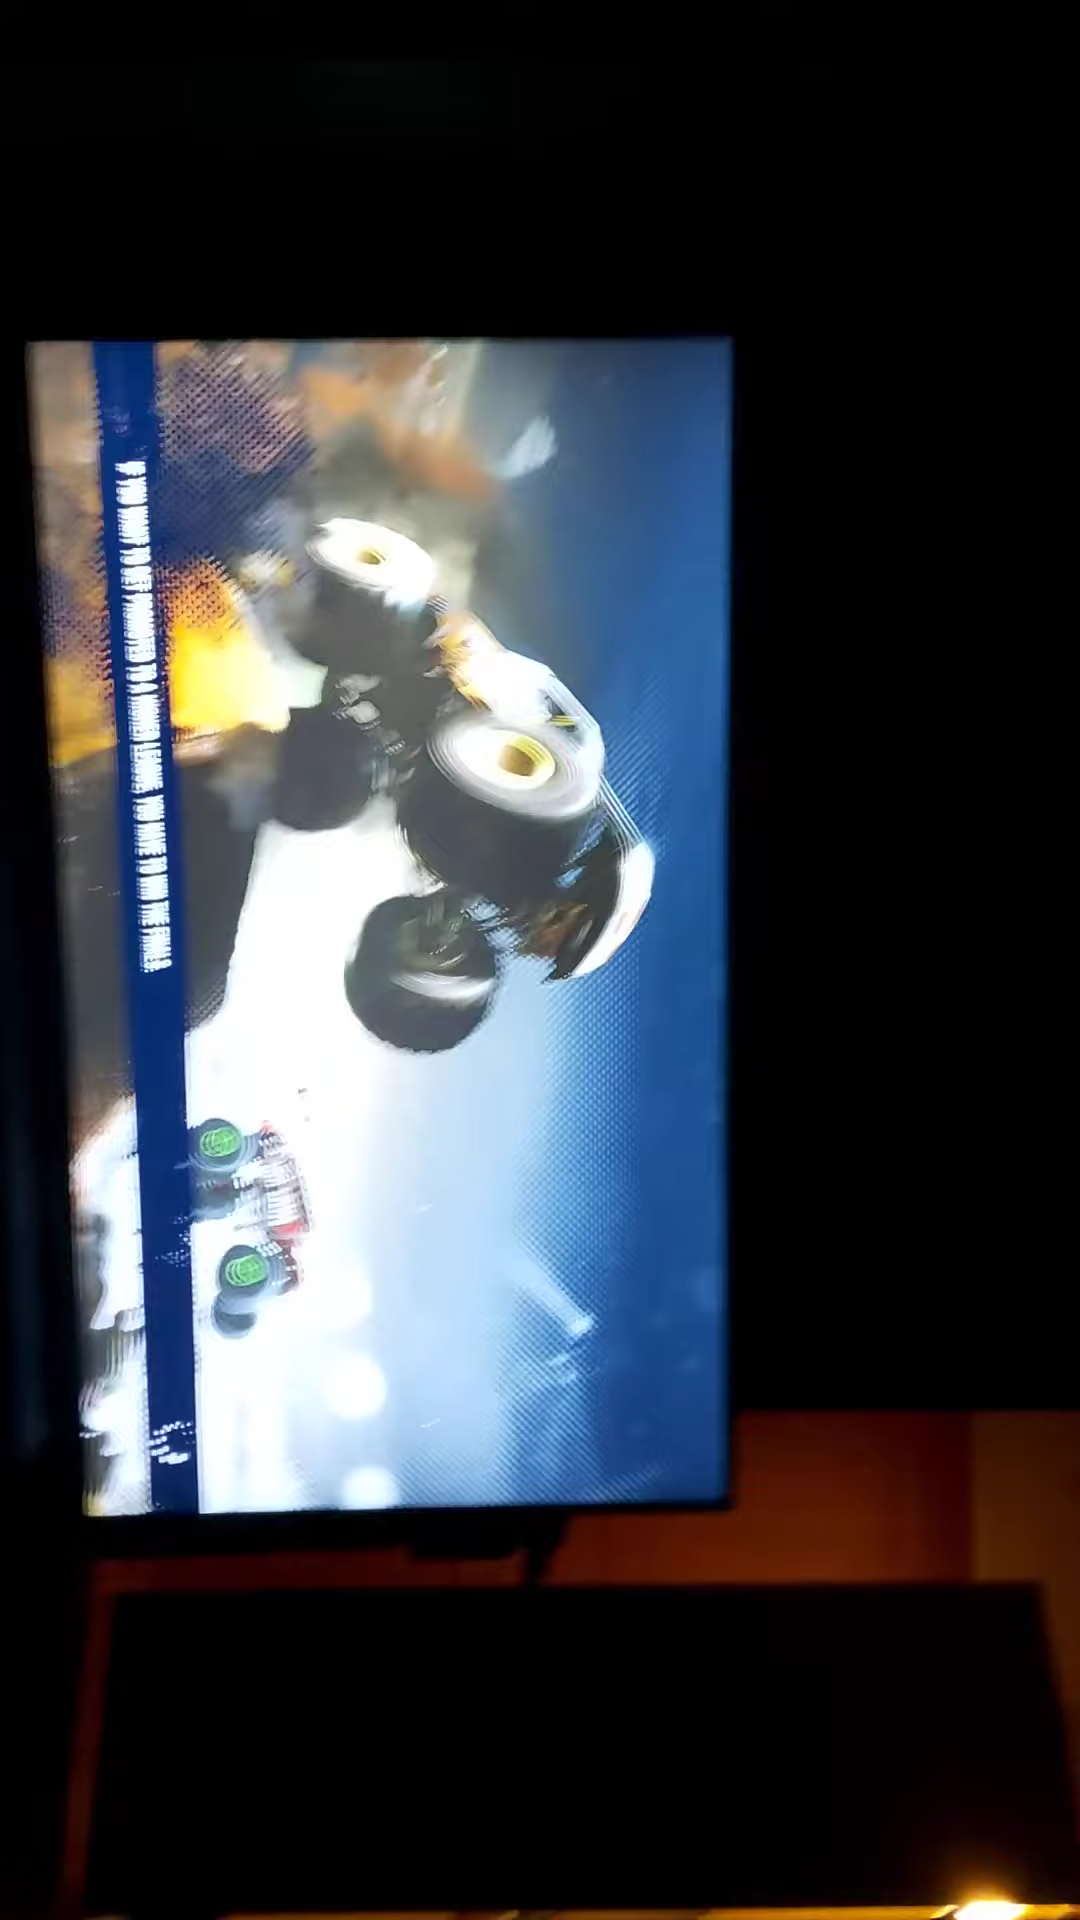 IF YOU WANT TO GET PROMOTED TO A HIGHER LEAGUE, YOU HAVE TO WIN THE FINALS.